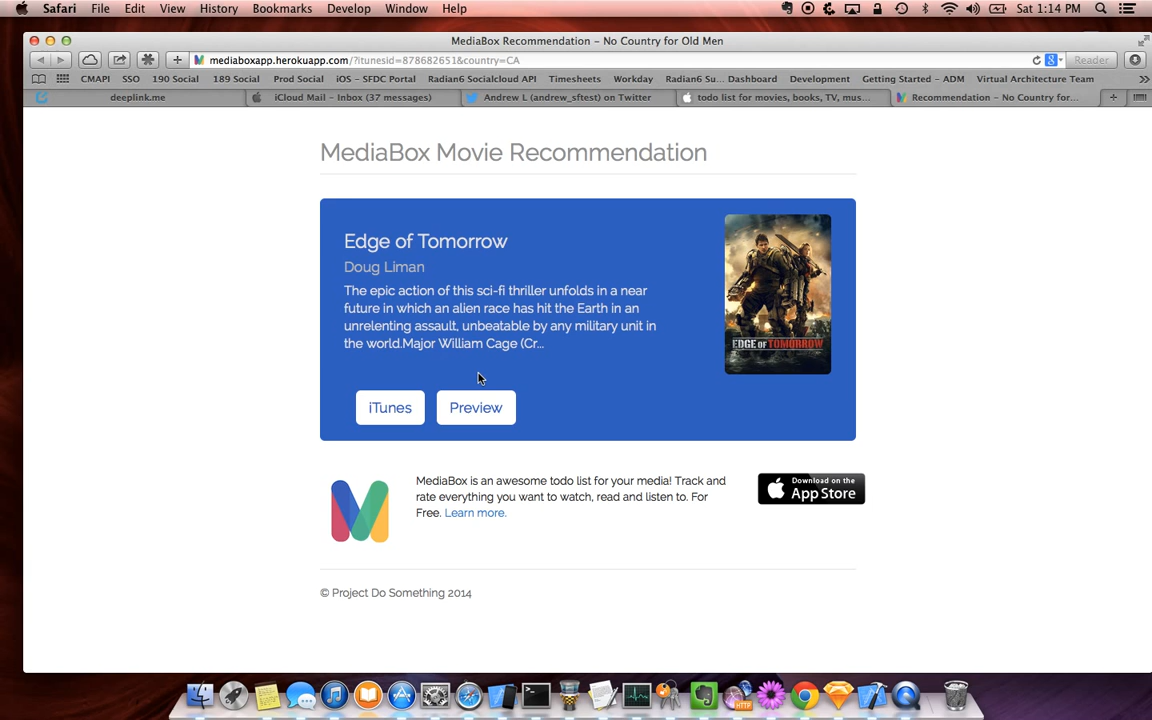 Safari File Edit View History Bookmarks Develop Window Help Sat 1:14 PM
MediaBox Recommendation – No Country for Old Men
mediaboxapp.herokuapp.com/?itunesId=878682651&country=CA Reader
CMAPI SSO 190 Social 189 Social Prod Social iOS - SFDC Portal Radian6 Socialcloud API Timesheets Workday Radian6 Su... Dashboard Development Getting Started - ADM Virtual Architecture Team
deeplink.me iCloud Mail - Inbox (37 messages) Andrew L (andrew_sftest) on Twitter todo list for movies, books, TV, mus... Recommendation – No Country for...
MediaBox Movie Recommendation
Edge of Tomorrow
Doug Liman
The epic action of this sci-fi thriller unfolds in a near
future in which an alien race has hit the Earth in an
unrelenting assault, unbeatable by any military unit in
the world.Major William Cage (Cr...
EDGE OF TOMORROW
iTunes Preview
MediaBox is an awesome todo list for your media! Track and
rate everything you want to watch, read and listen to. For
Free. Learn more.
Download on the
App Store
© Project Do Something 2014
HTTP